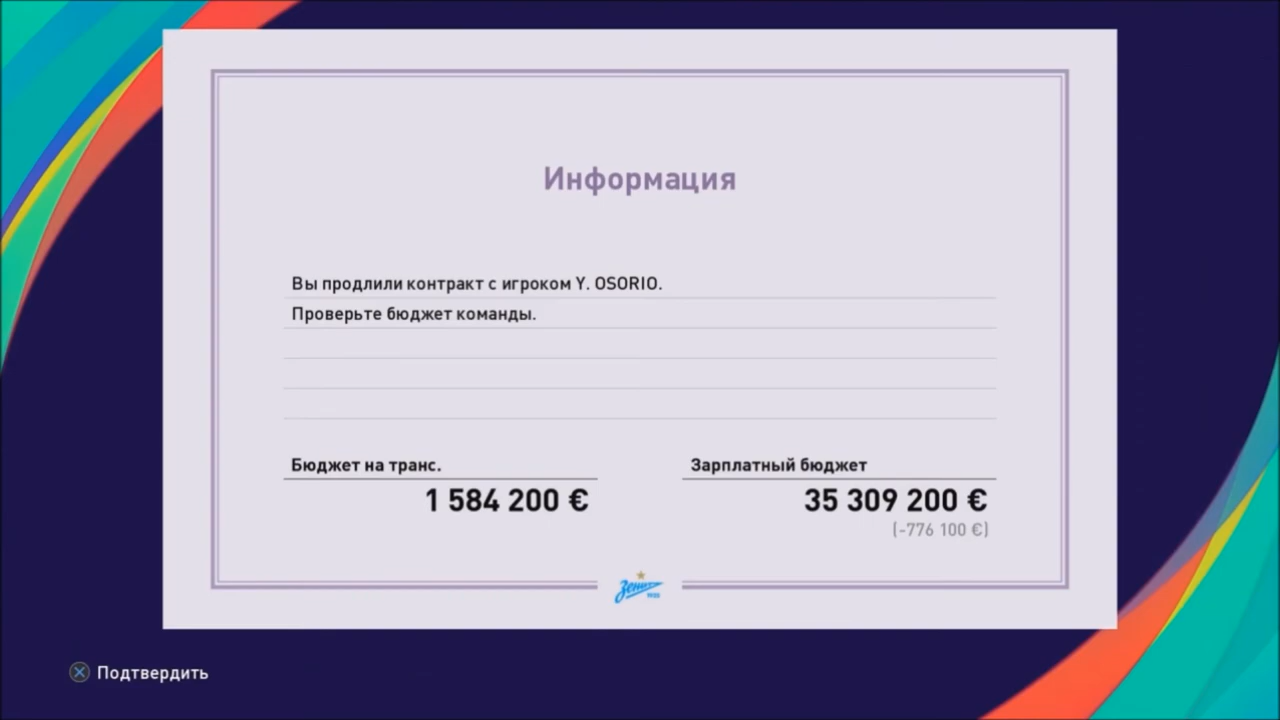 Информация
Вы продлили контракт с игроком Y. OSORIO.
Проверьте бюджет команды.
Бюджет на транс.
Зарплатный бюджет
1 584 200 €
35 309 200 €
(-776 100 €)
Зенит
Подтвердить